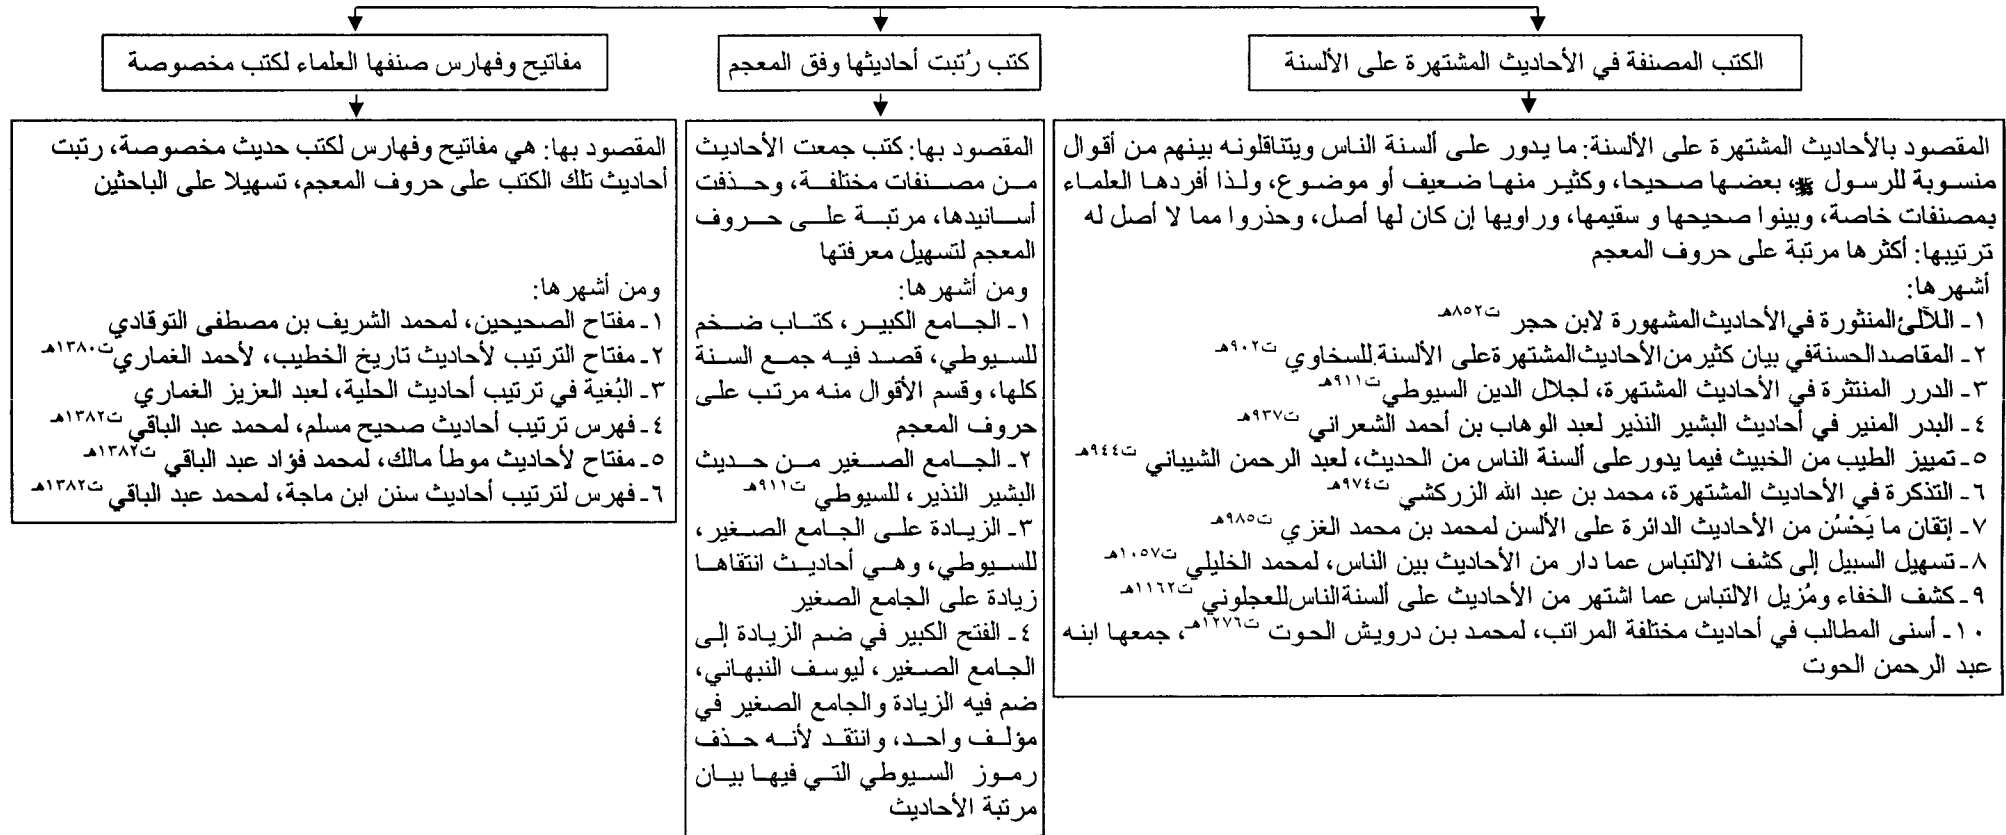 الكتب المصنفة في الأحاديث المشتهرة على الألسنة
المقصود بالأحاديث المشتهرة على الألسنة: ما يدور على ألسنة الناس ويتناقلونه بينهم من أقوال
منسوبة للرسول ﷺ، بعضها صحيحا، وكثير منها ضعيف أو موضوع، ولذا أفردها العلماء
بمصنفات خاصة، وبينوا صحيحها و سقيمها، وراويها إن كان لها أصل، وحذروا مما لا أصل له
ترتيبها: أكثرها مرتبة على حروف المعجم
أشهرها:
١- اللآلئ المنثورة في الأحاديث المشهورة لابن حجر ت٨٥٢هـ
٢- المقاصد الحسنة في بيان كثير من الأحاديث المشتهرة على الألسنة للسخاوي ت٩٠٢هـ
٣- الدرر المنتثرة في الأحاديث المشتهرة، لجلال الدين السيوطي ت٩١١هـ
٤- البدر المنير في أحاديث البشير النذير لعبد الوهاب بن أحمد الشعراني ت٩٣٧هـ
٥- تمييز الطيب من الخبيث فيما يدور على ألسنة الناس من الحديث، لعبد الرحمن الشيباني ت٩٤٤هـ
٦- التذكرة في الأحاديث المشتهرة، محمد بن عبد الله الزركشي ت٩٧٤هـ
٧- إتقان ما يَحْسُن من الأحاديث الدائرة على الألسن لمحمد بن محمد الغزي ت٩٨٥هـ
٨- تسهيل السبيل إلى كشف الالتباس عما دار من الأحاديث بين الناس، لمحمد الخليلي ت١٠٥٧هـ
٩- كشف الخفاء ومُزيل الالتباس عما اشتهر من الأحاديث على ألسنة الناس للعجلوني ت١١٦٢هـ
١٠- أسنى المطالب في أحاديث مختلفة المراتب، لمحمد بن درويش الحوت ت١٢٧٦هـ، جمعها ابنه
عبد الرحمن الحوت
كتب رُتبت أحاديثها وفق المعجم
المقصود بها: كتب جمعت الأحاديث
من مصنفات مختلفة، وحذفت
أسانيدها، مرتبة على حروف
المعجم لتسهيل معرفتها
ومن أشهرها:
١- الجامع الكبير، كتاب ضخم
للسيوطي، قصد فيه جمع السنة
كلها، وقسم الأقوال منه مرتب على
حروف المعجم
٢- الجامع الصغير من حديث
البشير النذير، للسيوطي ت٩١١هـ
٣- الزيادة على الجامع الصغير،
للسيوطي، وهي أحاديث انتقاها
زيادة على الجامع الصغير
٤- الفتح الكبير في ضم الزيادة إلى
الجامع الصغير، ليوسف النبهاني،
ضم فيه الزيادة والجامع الصغير في
مؤلف واحد، وانتقد لأنه حذف
رموز السيوطي التي فيها بيان
مرتبة الأحاديث
مفاتيح وفهارس صنفها العلماء لكتب مخصوصة
المقصود بها: هي مفاتيح وفهارس لكتب حديث مخصوصة، رتبت
أحاديث تلك الكتب على حروف المعجم، تسهيلا على الباحثين
ومن أشهرها:
١- مفتاح الصحيحين، لمحمد الشريف بن مصطفى التوقادي
٢- مفتاح الترتيب لأحاديث تاريخ الخطيب، لأحمد الغماري ت١٣٨٠هـ
٣- البُغية في ترتيب أحاديث الحلية، لعبد العزيز الغماري
٤- فهرس ترتيب أحاديث صحيح مسلم، لمحمد عبد الباقي ت١٣٨٢هـ
٥- مفتاح لأحاديث موطأ مالك، لمحمد فؤاد عبد الباقي ت١٣٨٢هـ
٦- فهرس لترتيب أحاديث سنن ابن ماجة، لمحمد عبد الباقي ت١٣٨٢هـ